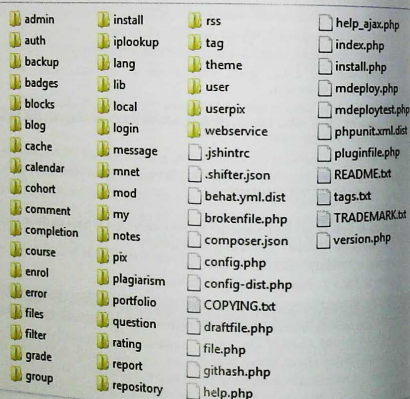 admin
auth
backup
badges
blocks
blog
cache
calendar
cohort
comment
completion
course
enrol
error
files
filter
grade
group
install
iplookup
lang
lib
local
login
message
mnet
mod
my
notes
pix
plagiarism
portfolio
question
rating
report
repository
rss
tag
theme
user
userpix
webservice
.jshintrc
.shifter.json
behat.yml.dist
brokenfile.php
composer.json
config.php
config-dist.php
COPYING.txt
draftfile.php
file.php
githash.php
help.php
help_ajax.php
index.php
install.php
mdeploy.php
mdeploytest.php
phpunit.xml.dist
pluginfile.php
README.txt
tags.txt
TRADEMARK.txt
version.php